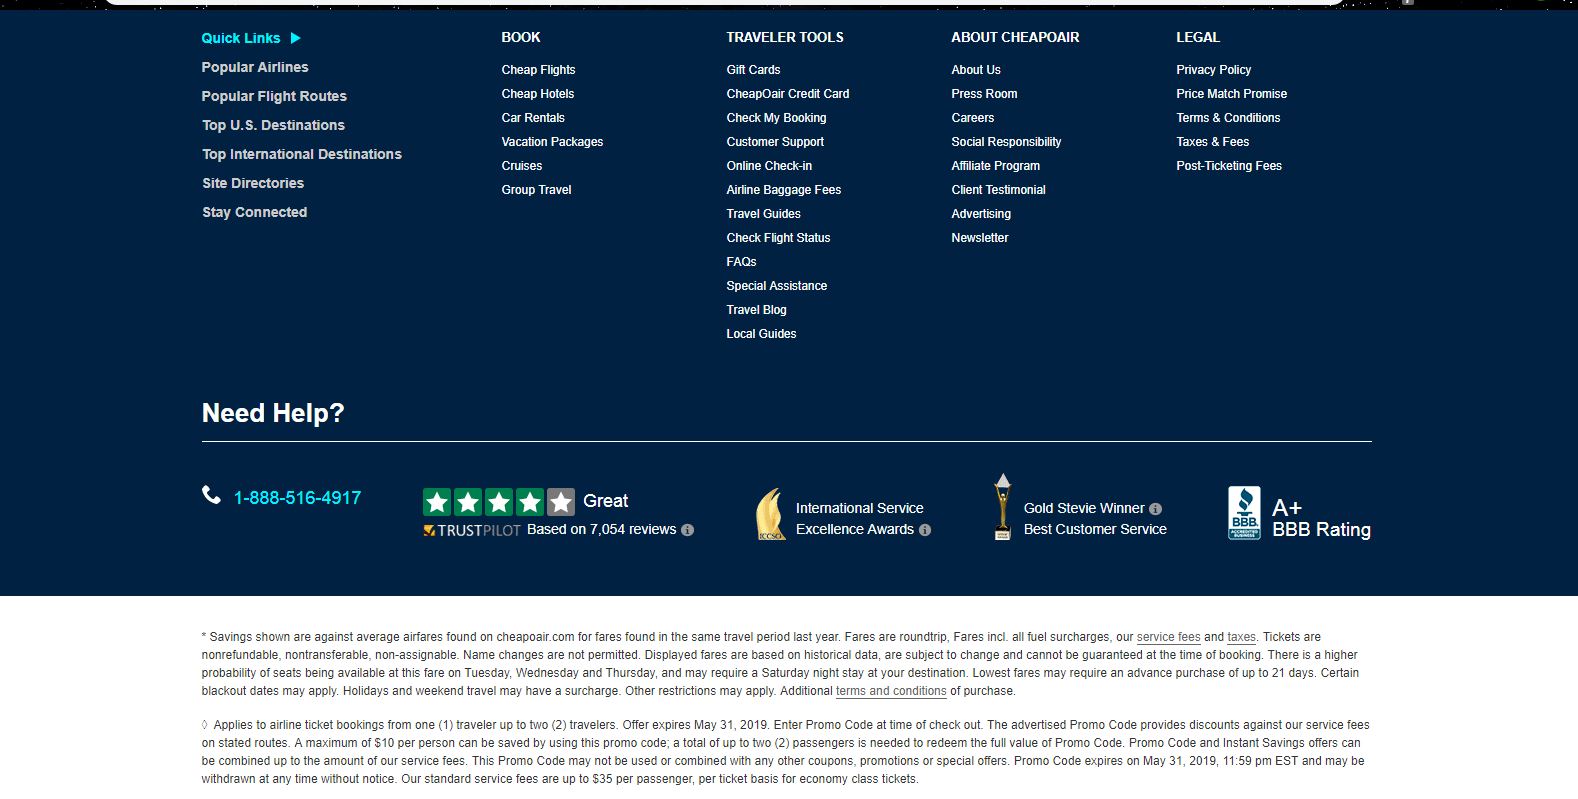 Quick Links
Popular Airlines
Popular Flight Routes
Top U.S. Destinations
Top International Destinations
Site Directories
Stay Connected
BOOK
Cheap Flights
Cheap Hotels
Car Rentals
Vacation Packages
Cruises
Group Travel
TRAVELER TOOLS
Gift Cards
CheapOair Credit Card
Check My Booking
Customer Support
Online Check-in
Airline Baggage Fees
Travel Guides
Check Flight Status
FAQs
Special Assistance
Travel Blog
Local Guides
ABOUT CHEAPOAIR
About Us
Press Room
Careers
Social Responsibility
Affiliate Program
Client Testimonial
Advertising
Newsletter
LEGAL
Privacy Policy
Price Match Promise
Terms & Conditions
Taxes & Fees
Post-Ticketing Fees
Need Help?
1-888-516-4917
Great
TRUSTPILOT Based on 7,054 reviews
ICCSO
International Service
Excellence Awards
Gold Stevie Winner
Best Customer Service
BBB
ACCREDITED
BUSINESS
A+
BBB Rating
* Savings shown are against average airfares found on cheapoair.com for fares found in the same travel period last year. Fares are roundtrip, Fares incl. all fuel surcharges, our service fees and taxes. Tickets are
nonrefundable, nontransferable, non-assignable. Name changes are not permitted. Displayed fares are based on historical data, are subject to change and cannot be guaranteed at the time of booking. There is a higher
probability of seats being available at this fare on Tuesday, Wednesday and Thursday, and may require a Saturday night stay at your destination. Lowest fares may require an advance purchase of up to 21 days. Certain
blackout dates may apply. Holidays and weekend travel may have a surcharge. Other restrictions may apply. Additional terms and conditions of purchase.
◊ Applies to airline ticket bookings from one (1) traveler up to two (2) travelers. Offer expires May 31, 2019. Enter Promo Code at time of check out. The advertised Promo Code provides discounts against our service fees
on stated routes. A maximum of $10 per person can be saved by using this promo code; a total of up to two (2) passengers is needed to redeem the full value of Promo Code. Promo Code and Instant Savings offers can
be combined up to the amount of our service fees. This Promo Code may not be used or combined with any other coupons, promotions or special offers. Promo Code expires on May 31, 2019, 11:59 pm EST and may be
withdrawn at any time without notice. Our standard service fees are up to $35 per passenger, per ticket basis for economy class tickets.